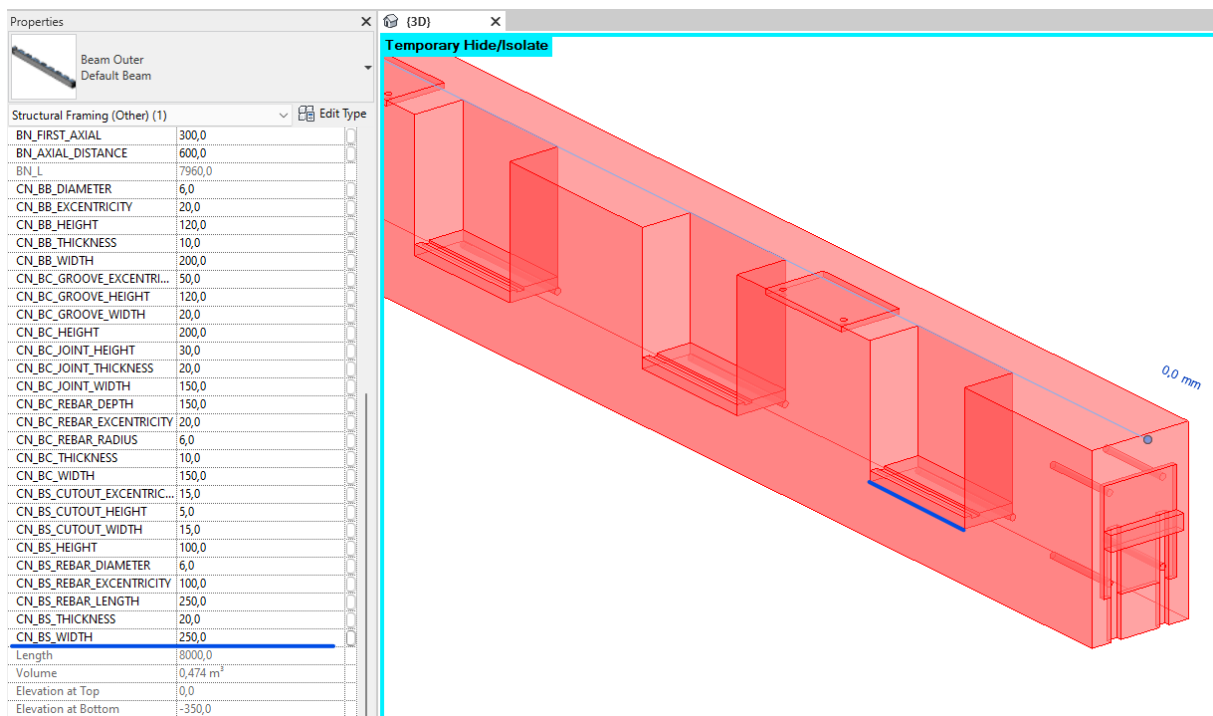 Properties
Beam Outer
Default Beam
Structural Framing (Other) (1)
Edit Type
BN_FIRST_AXIAL 300,0
BN_AXIAL_DISTANCE 600,0
BN_L 7960,0
CN_BB_DIAMETER 6,0
CN_BB_EXCENTRICITY 20,0
CN_BB_HEIGHT 120,0
CN_BB_THICKNESS 10,0
CN_BB_WIDTH 200,0
CN_BC_GROOVE_EXCENTRI... 50,0
CN_BC_GROOVE_HEIGHT 120,0
CN_BC_GROOVE_WIDTH 20,0
CN_BC_HEIGHT 200,0
CN_BC_JOINT_HEIGHT 30,0
CN_BC_JOINT_THICKNESS 20,0
CN_BC_JOINT_WIDTH 150,0
CN_BC_REBAR_DEPTH 150,0
CN_BC_REBAR_EXCENTRICITY 20,0
CN_BC_REBAR_RADIUS 6,0
CN_BC_THICKNESS 10,0
CN_BC_WIDTH 150,0
CN_BS_CUTOUT_EXCENTRIC... 15,0
CN_BS_CUTOUT_HEIGHT 5,0
CN_BS_CUTOUT_WIDTH 15,0
CN_BS_HEIGHT 100,0
CN_BS_REBAR_DIAMETER 6,0
CN_BS_REBAR_EXCENTRICITY 100,0
CN_BS_REBAR_LENGTH 250,0
CN_BS_THICKNESS 20,0
CN_BS_WIDTH 250,0
Length 8000,0
Volume 0,474 m³
Elevation at Top 0,0
Elevation at Bottom -350,0
{3D}
Temporary Hide/Isolate
0,0 mm